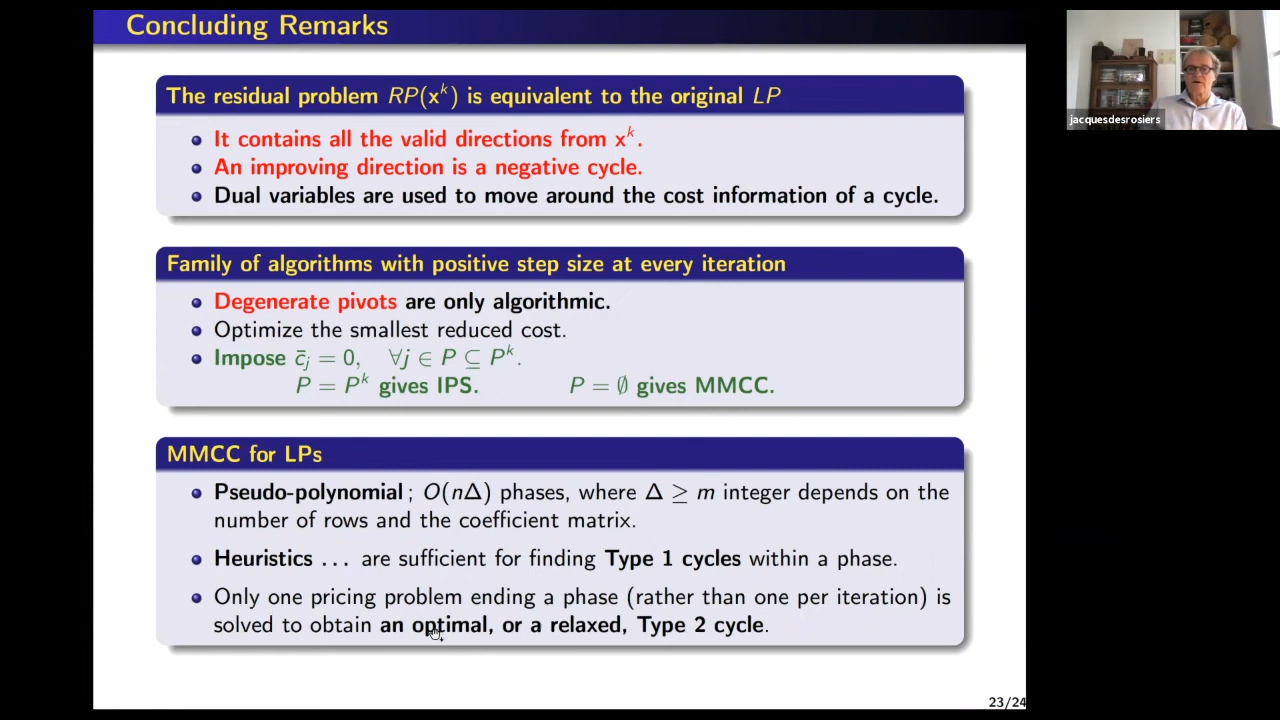 Concluding Remarks
The residual problem RP(x^k) is equivalent to the original LP
It contains all the valid directions from x^k.
An improving direction is a negative cycle.
Dual variables are used to move around the cost information of a cycle.
Family of algorithms with positive step size at every iteration
Degenerate pivots are only algorithmic.
Optimize the smallest reduced cost.
Impose c̄_j = 0, ∀j ∈ P ⊆ P^k.
P = P^k gives IPS. P = ∅ gives MMCC.
MMCC for LPs
Pseudo-polynomial ; O(nΔ) phases, where Δ ≥ m integer depends on the
number of rows and the coefficient matrix.
Heuristics ... are sufficient for finding Type 1 cycles within a phase.
Only one pricing problem ending a phase (rather than one per iteration) is
solved to obtain an optimal, or a relaxed, Type 2 cycle.
23/24
jacquesdesrosiers